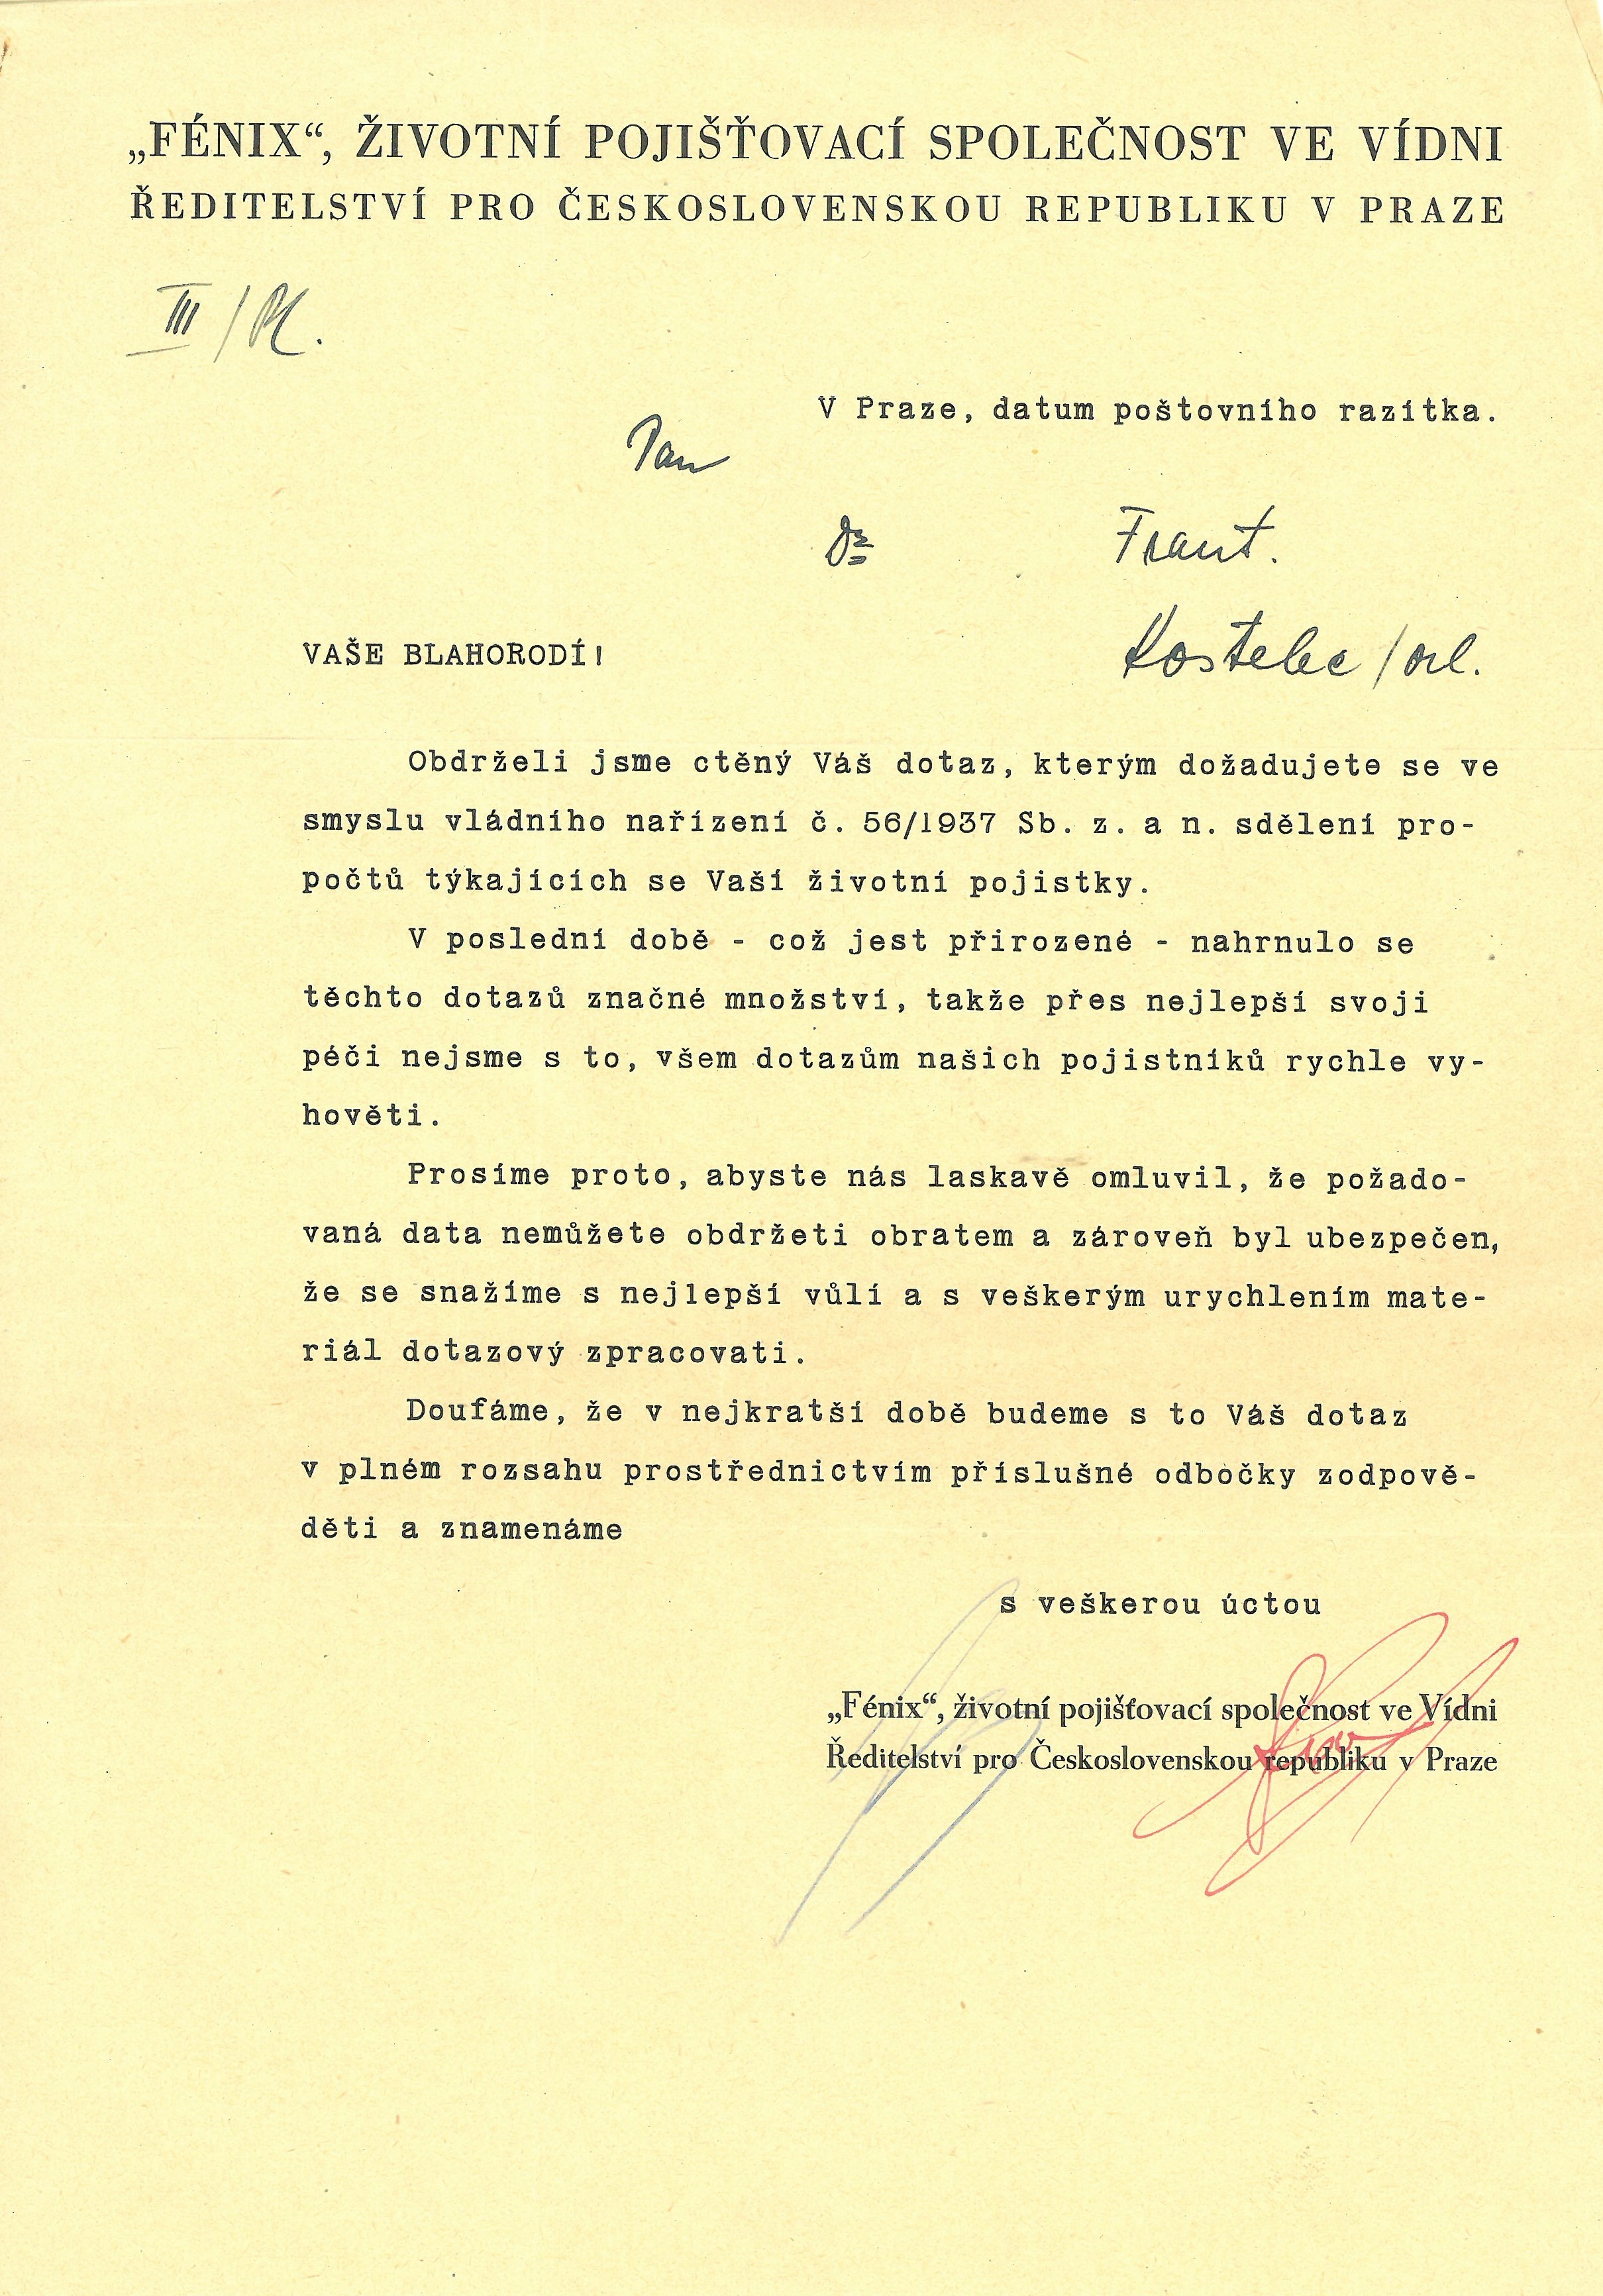 „FÉNIX“, ŽIVOTNÍ POJIŠŤOVACÍ SPOLEČNOST VE VÍDNI
ŘEDITELSTVÍ PRO ČESKOSLOVENSKOU REPUBLIKU V PRAZE
III/Pl.
V Praze, datum poštovního razítka.
Pan
Dr Frant.
VAŠE BLAHORODÍ!
Kostelec/orl.
Obdrželi jsme ctěný Váš dotaz, kterým dožadujete se ve
smyslu vládního nařízení č. 56/1937 Sb. z. a n. sdělení pro-
počtů týkajících se Vaší životní pojistky.
V poslední době - což jest přirozené - nahrnulo se
těchto dotazů značné množství, takže přes nejlepší svoji
péči nejsme s to, všem dotazům našich pojistníků rychle vy-
hověti.
Prosíme proto, abyste nás laskavě omluvil, že požado-
vaná data nemůžete obdržeti obratem a zároveň byl ubezpečen,
že se snažíme s nejlepší vůlí a s veškerým urychlením mate-
riál dotazový zpracovati.
Doufáme, že v nejkratší době budeme s to Váš dotaz
v plném rozsahu prostřednictvím příslušné odbočky zodpově-
děti a znamenáme
s veškerou úctou
„Fénix“, životní pojišťovací společnost ve Vídni
Ředitelství pro Československou republiku v Praze